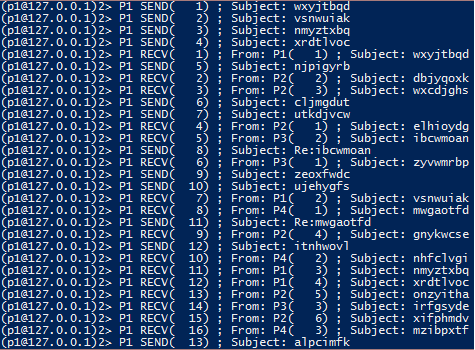 (p1@127.0.0.1)2> P1 SEND(   1) ; Subject: wxyjtbqd
(p1@127.0.0.1)2> P1 SEND(   2) ; Subject: vsnwuiak
(p1@127.0.0.1)2> P1 SEND(   3) ; Subject: nmyztxbq
(p1@127.0.0.1)2> P1 SEND(   4) ; Subject: xrdtlvoc
(p1@127.0.0.1)2> P1 RECV(   1) ; From: P1(   1) ; Subject: wxyjtbqd
(p1@127.0.0.1)2> P1 SEND(   5) ; Subject: njpigyrb
(p1@127.0.0.1)2> P1 RECV(   2) ; From: P2(   2) ; Subject: dbjyqoxk
(p1@127.0.0.1)2> P1 RECV(   3) ; From: P2(   3) ; Subject: wxcdjghs
(p1@127.0.0.1)2> P1 SEND(   6) ; Subject: cljmgdut
(p1@127.0.0.1)2> P1 SEND(   7) ; Subject: utkdjvcw
(p1@127.0.0.1)2> P1 RECV(   4) ; From: P2(   1) ; Subject: elhioydg
(p1@127.0.0.1)2> P1 RECV(   5) ; From: P3(   2) ; Subject: ibcwmoan
(p1@127.0.0.1)2> P1 SEND(   8) ; Subject: Re:ibcwmoan
(p1@127.0.0.1)2> P1 RECV(   6) ; From: P3(   1) ; Subject: zyvwmrbp
(p1@127.0.0.1)2> P1 SEND(   9) ; Subject: zeoxfwdc
(p1@127.0.0.1)2> P1 SEND(  10) ; Subject: ujehygfs
(p1@127.0.0.1)2> P1 RECV(   7) ; From: P1(   2) ; Subject: vsnwuiak
(p1@127.0.0.1)2> P1 RECV(   8) ; From: P4(   1) ; Subject: mwgaotfd
(p1@127.0.0.1)2> P1 SEND(  11) ; Subject: Re:mwgaotfd
(p1@127.0.0.1)2> P1 RECV(   9) ; From: P2(   4) ; Subject: gnykwcse
(p1@127.0.0.1)2> P1 SEND(  12) ; Subject: itnhwovl
(p1@127.0.0.1)2> P1 RECV(  10) ; From: P4(   2) ; Subject: nhfclvgi
(p1@127.0.0.1)2> P1 RECV(  11) ; From: P1(   3) ; Subject: nmyztxbq
(p1@127.0.0.1)2> P1 RECV(  12) ; From: P1(   4) ; Subject: xrdtlvoc
(p1@127.0.0.1)2> P1 RECV(  13) ; From: P2(   5) ; Subject: onzyitha
(p1@127.0.0.1)2> P1 RECV(  14) ; From: P3(   3) ; Subject: irfgsyde
(p1@127.0.0.1)2> P1 RECV(  15) ; From: P2(   6) ; Subject: xifphmdv
(p1@127.0.0.1)2> P1 RECV(  16) ; From: P4(   3) ; Subject: mzibpxtf
(p1@127.0.0.1)2> P1 SEND(  13) ; Subject: alpcimfk